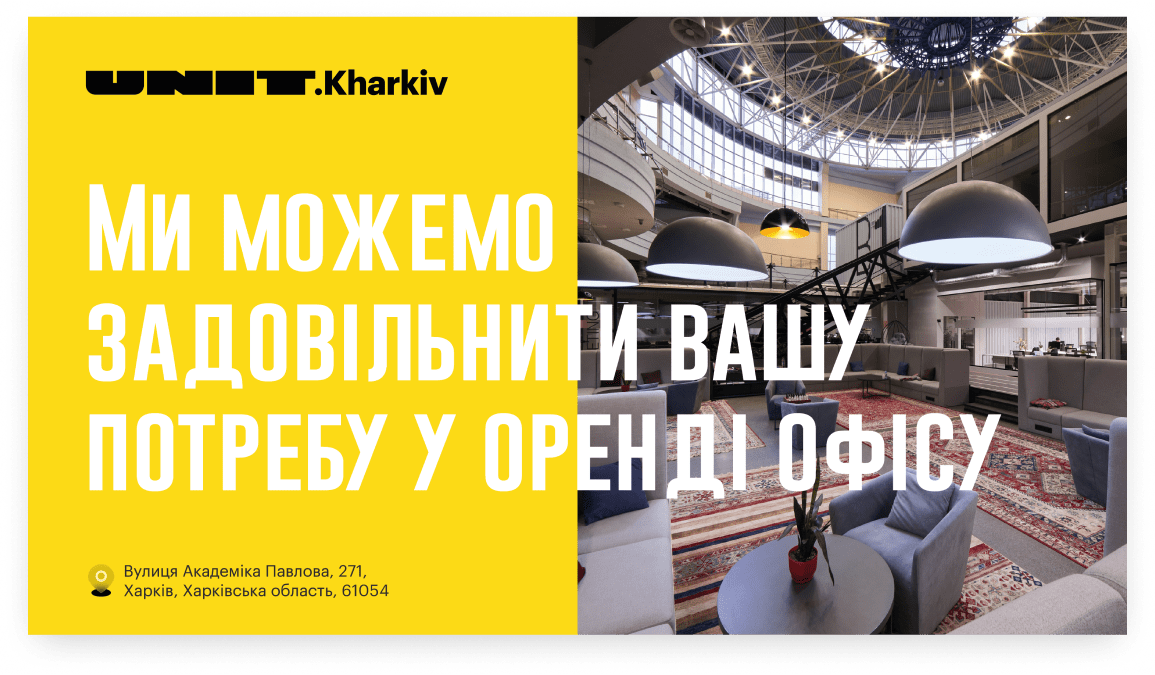 UNIT.Kharkiv
Ми можемо
задовільнити вашу
потребу у оренді офісу
Вулиця Академіка Павлова, 271,
Харків, Харківська область, 61054